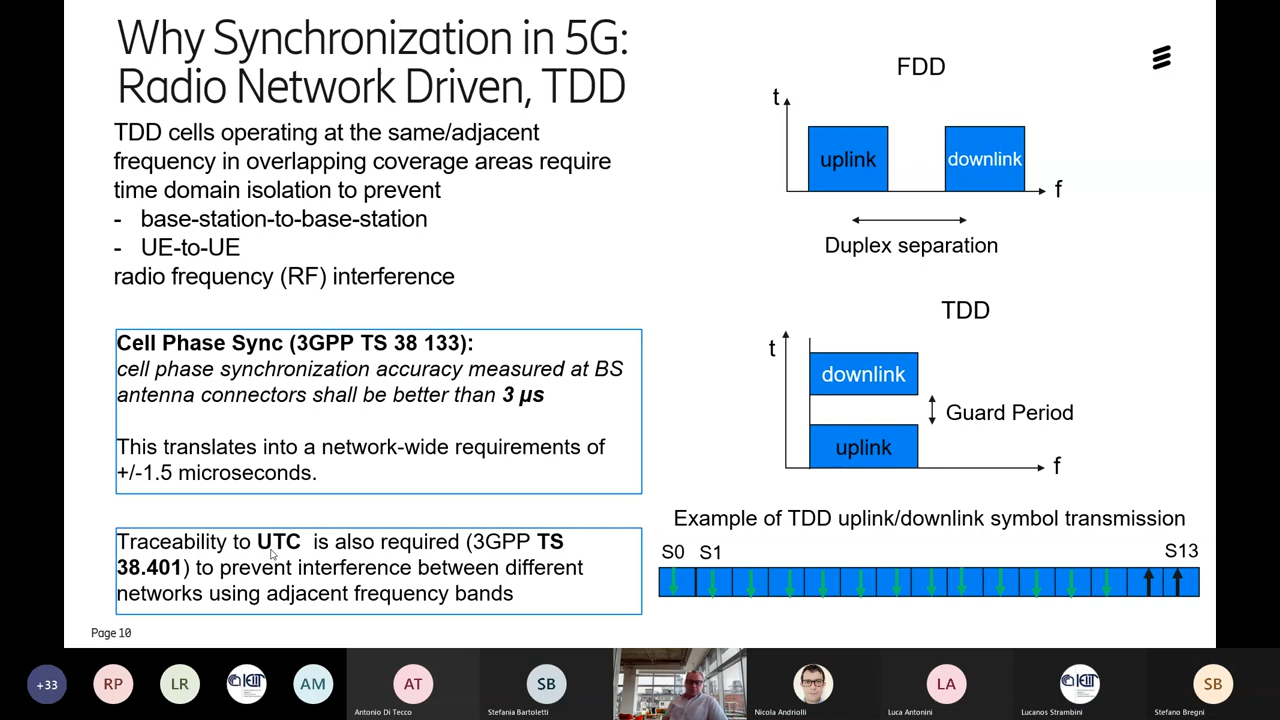 Why Synchronization in 5G:
Radio Network Driven, TDD
TDD cells operating at the same/adjacent
frequency in overlapping coverage areas require
time domain isolation to prevent
- base-station-to-base-station
- UE-to-UE
radio frequency (RF) interference
Cell Phase Sync (3GPP TS 38 133):
cell phase synchronization accuracy measured at BS
antenna connectors shall be better than 3 µs
This translates into a network-wide requirements of
+/-1.5 microseconds.
Traceability to UTC is also required (3GPP TS
38.401) to prevent interference between different
networks using adjacent frequency bands
Page 10
FDD
t
uplink
downlink
f
Duplex separation
TDD
t
downlink
Guard Period
uplink
f
Example of TDD uplink/downlink symbol transmission
S0 S1 S13
+33
RP
LR
IEIIT
AM
AT
Antonio Di Tecco
SB
Stefania Bartoletti
Nicola Andriolli
LA
Luca Antonini
IEIIT
Lucanos Strambini
SB
Stefano Bregni